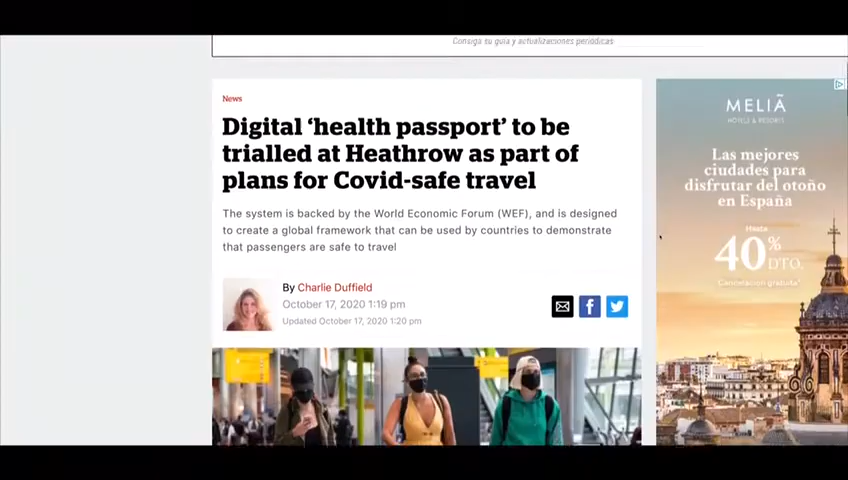 Consiga su guía y actualizaciones periódicas
News
Digital ‘health passport’ to be
trialled at Heathrow as part of
plans for Covid-safe travel
The system is backed by the World Economic Forum (WEF), and is designed
to create a global framework that can be used by countries to demonstrate
that passengers are safe to travel
By Charlie Duffield
October 17, 2020 1:19 pm
Updated October 17, 2020 1:20 pm
MELIÃ
HOTELS & RESORTS
Las mejores
ciudades para
disfrutar del otoño
en España
Hasta
40%
DTO.
Cancelación gratuita*